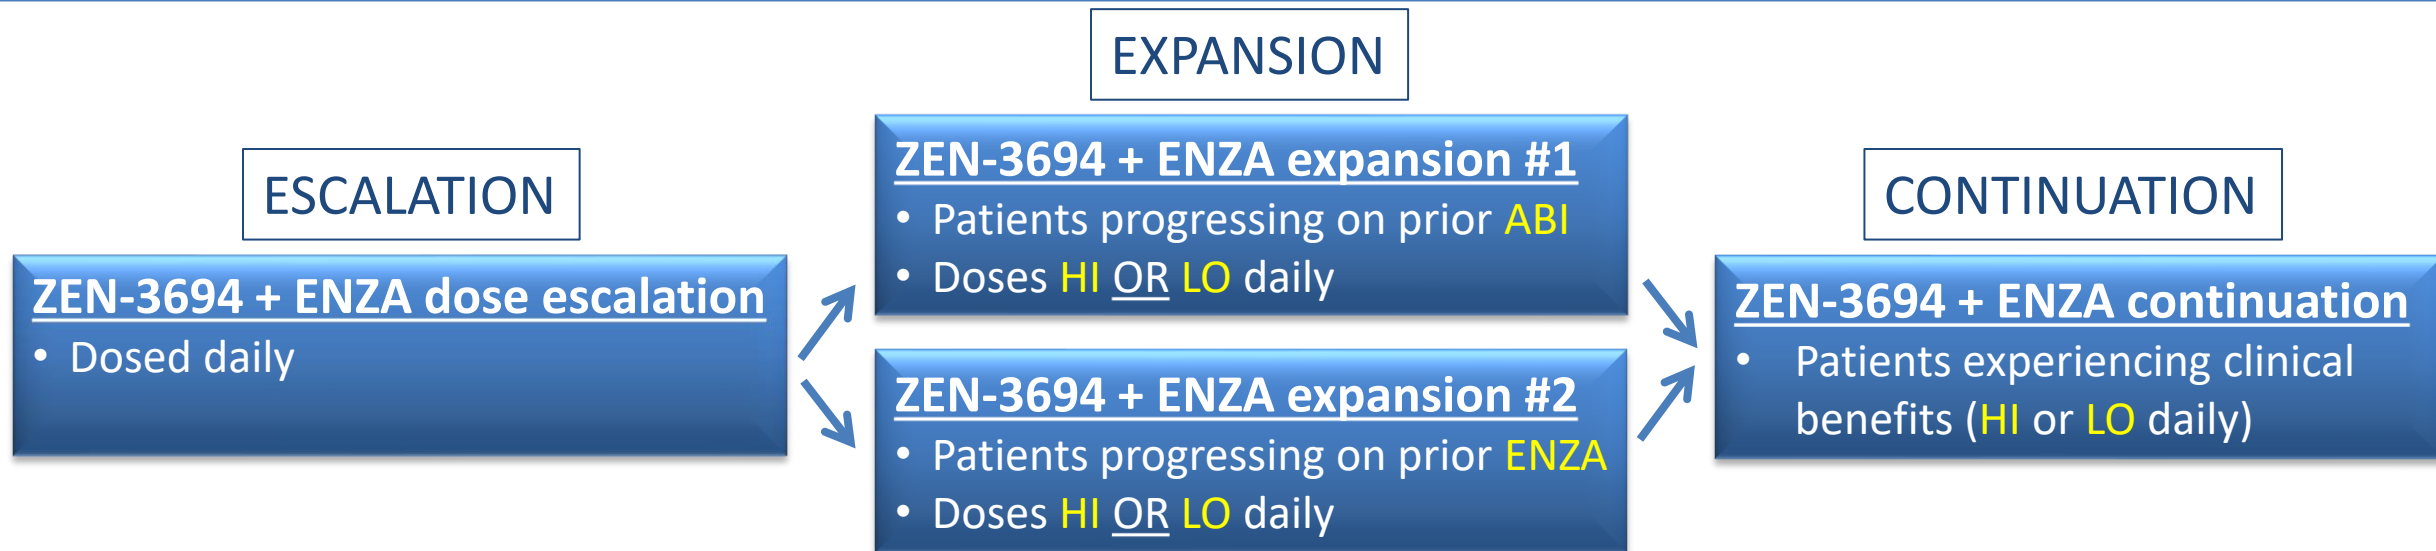 ESCALATION
ZEN-3694 + ENZA dose escalation
• Dosed daily
EXPANSION
ZEN-3694 + ENZA expansion #1
• Patients progressing on prior ABI
• Doses HI OR LO daily
ZEN-3694 + ENZA expansion #2
• Patients progressing on prior ENZA
• Doses HI OR LO daily
CONTINUATION
ZEN-3694 + ENZA continuation
• Patients experiencing clinical
benefits (HI or LO daily)